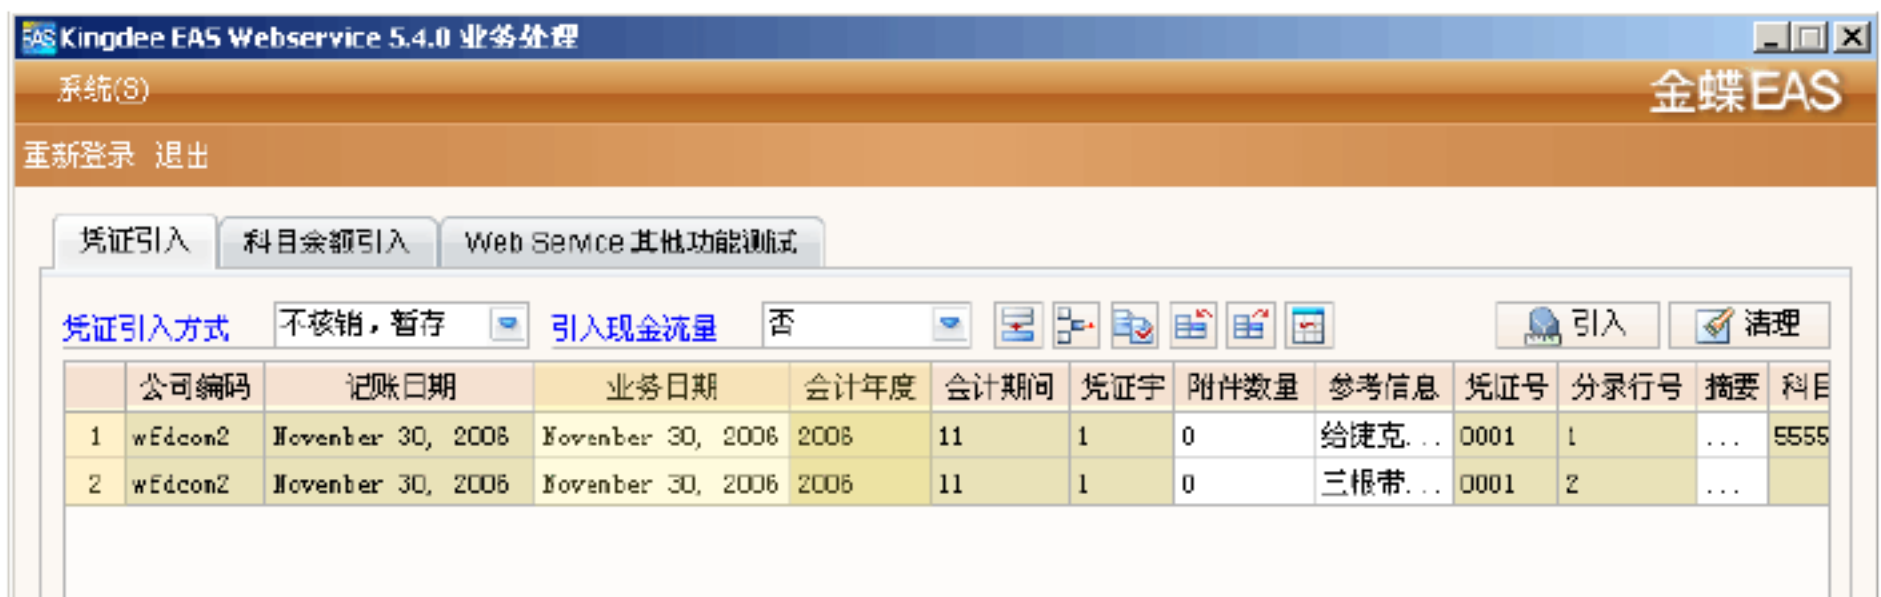 Kingdee EAS Webservice 5.4.0 业务处理
系统(S)
金蝶EAS
重新登录 退出
凭证引入 科目余额引入 Web Service 其他功能测试
凭证引入方式 不核销，暂存 引入现金流量 否 引入 清理
公司编码 记账日期 业务日期 会计年度 会计期间 凭证字 附件数量 参考信息 凭证号 分录行号 摘要 科目
1 wfdcom2 November 30, 2006 November 30, 2006 2006 11 1 0 给捷克... 0001 1 ... 5555
2 wfdcom2 November 30, 2006 November 30, 2006 2006 11 1 0 三根带... 0001 2 ...